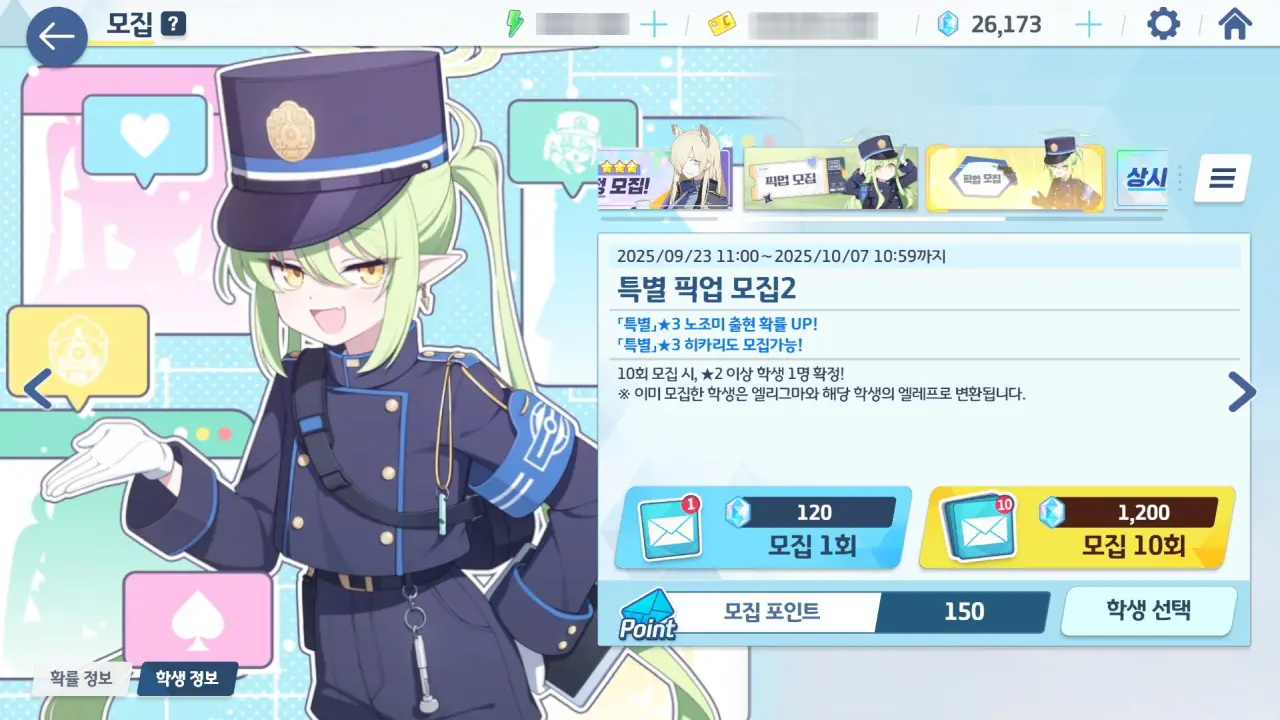 모집 ?
26,173
모집!
픽업 모집
픽업 모집
상시
2025/09/23 11:00~2025/10/07 10:59까지
특별 픽업 모집2
「특별」★3 노조미 출현 확률 UP!
「특별」★3 히카리도 모집가능!
10회 모집 시, ★2 이상 학생 1명 확정!
※ 이미 모집한 학생은 엘리그마와 해당 학생의 엘레프로 변환됩니다.
1
120
모집 1회
10
1,200
모집 10회
Point
모집 포인트
150
학생 선택
확률 정보
학생 정보